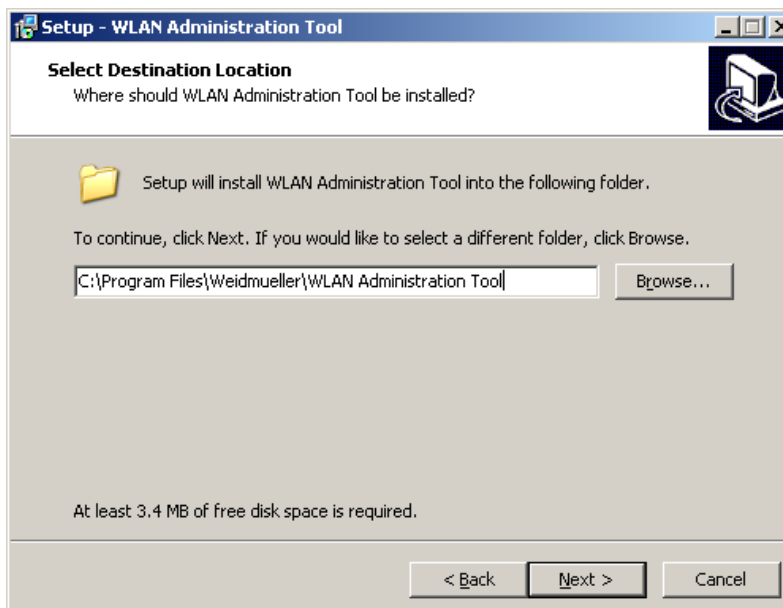 Setup - WLAN Administration Tool
Select Destination Location
Where should WLAN Administration Tool be installed?
Setup will install WLAN Administration Tool into the following folder.
To continue, click Next. If you would like to select a different folder, click Browse.
C:\Program Files\Weidmueller\WLAN Administration Tool
Browse...
At least 3.4 MB of free disk space is required.
< Back Next > Cancel